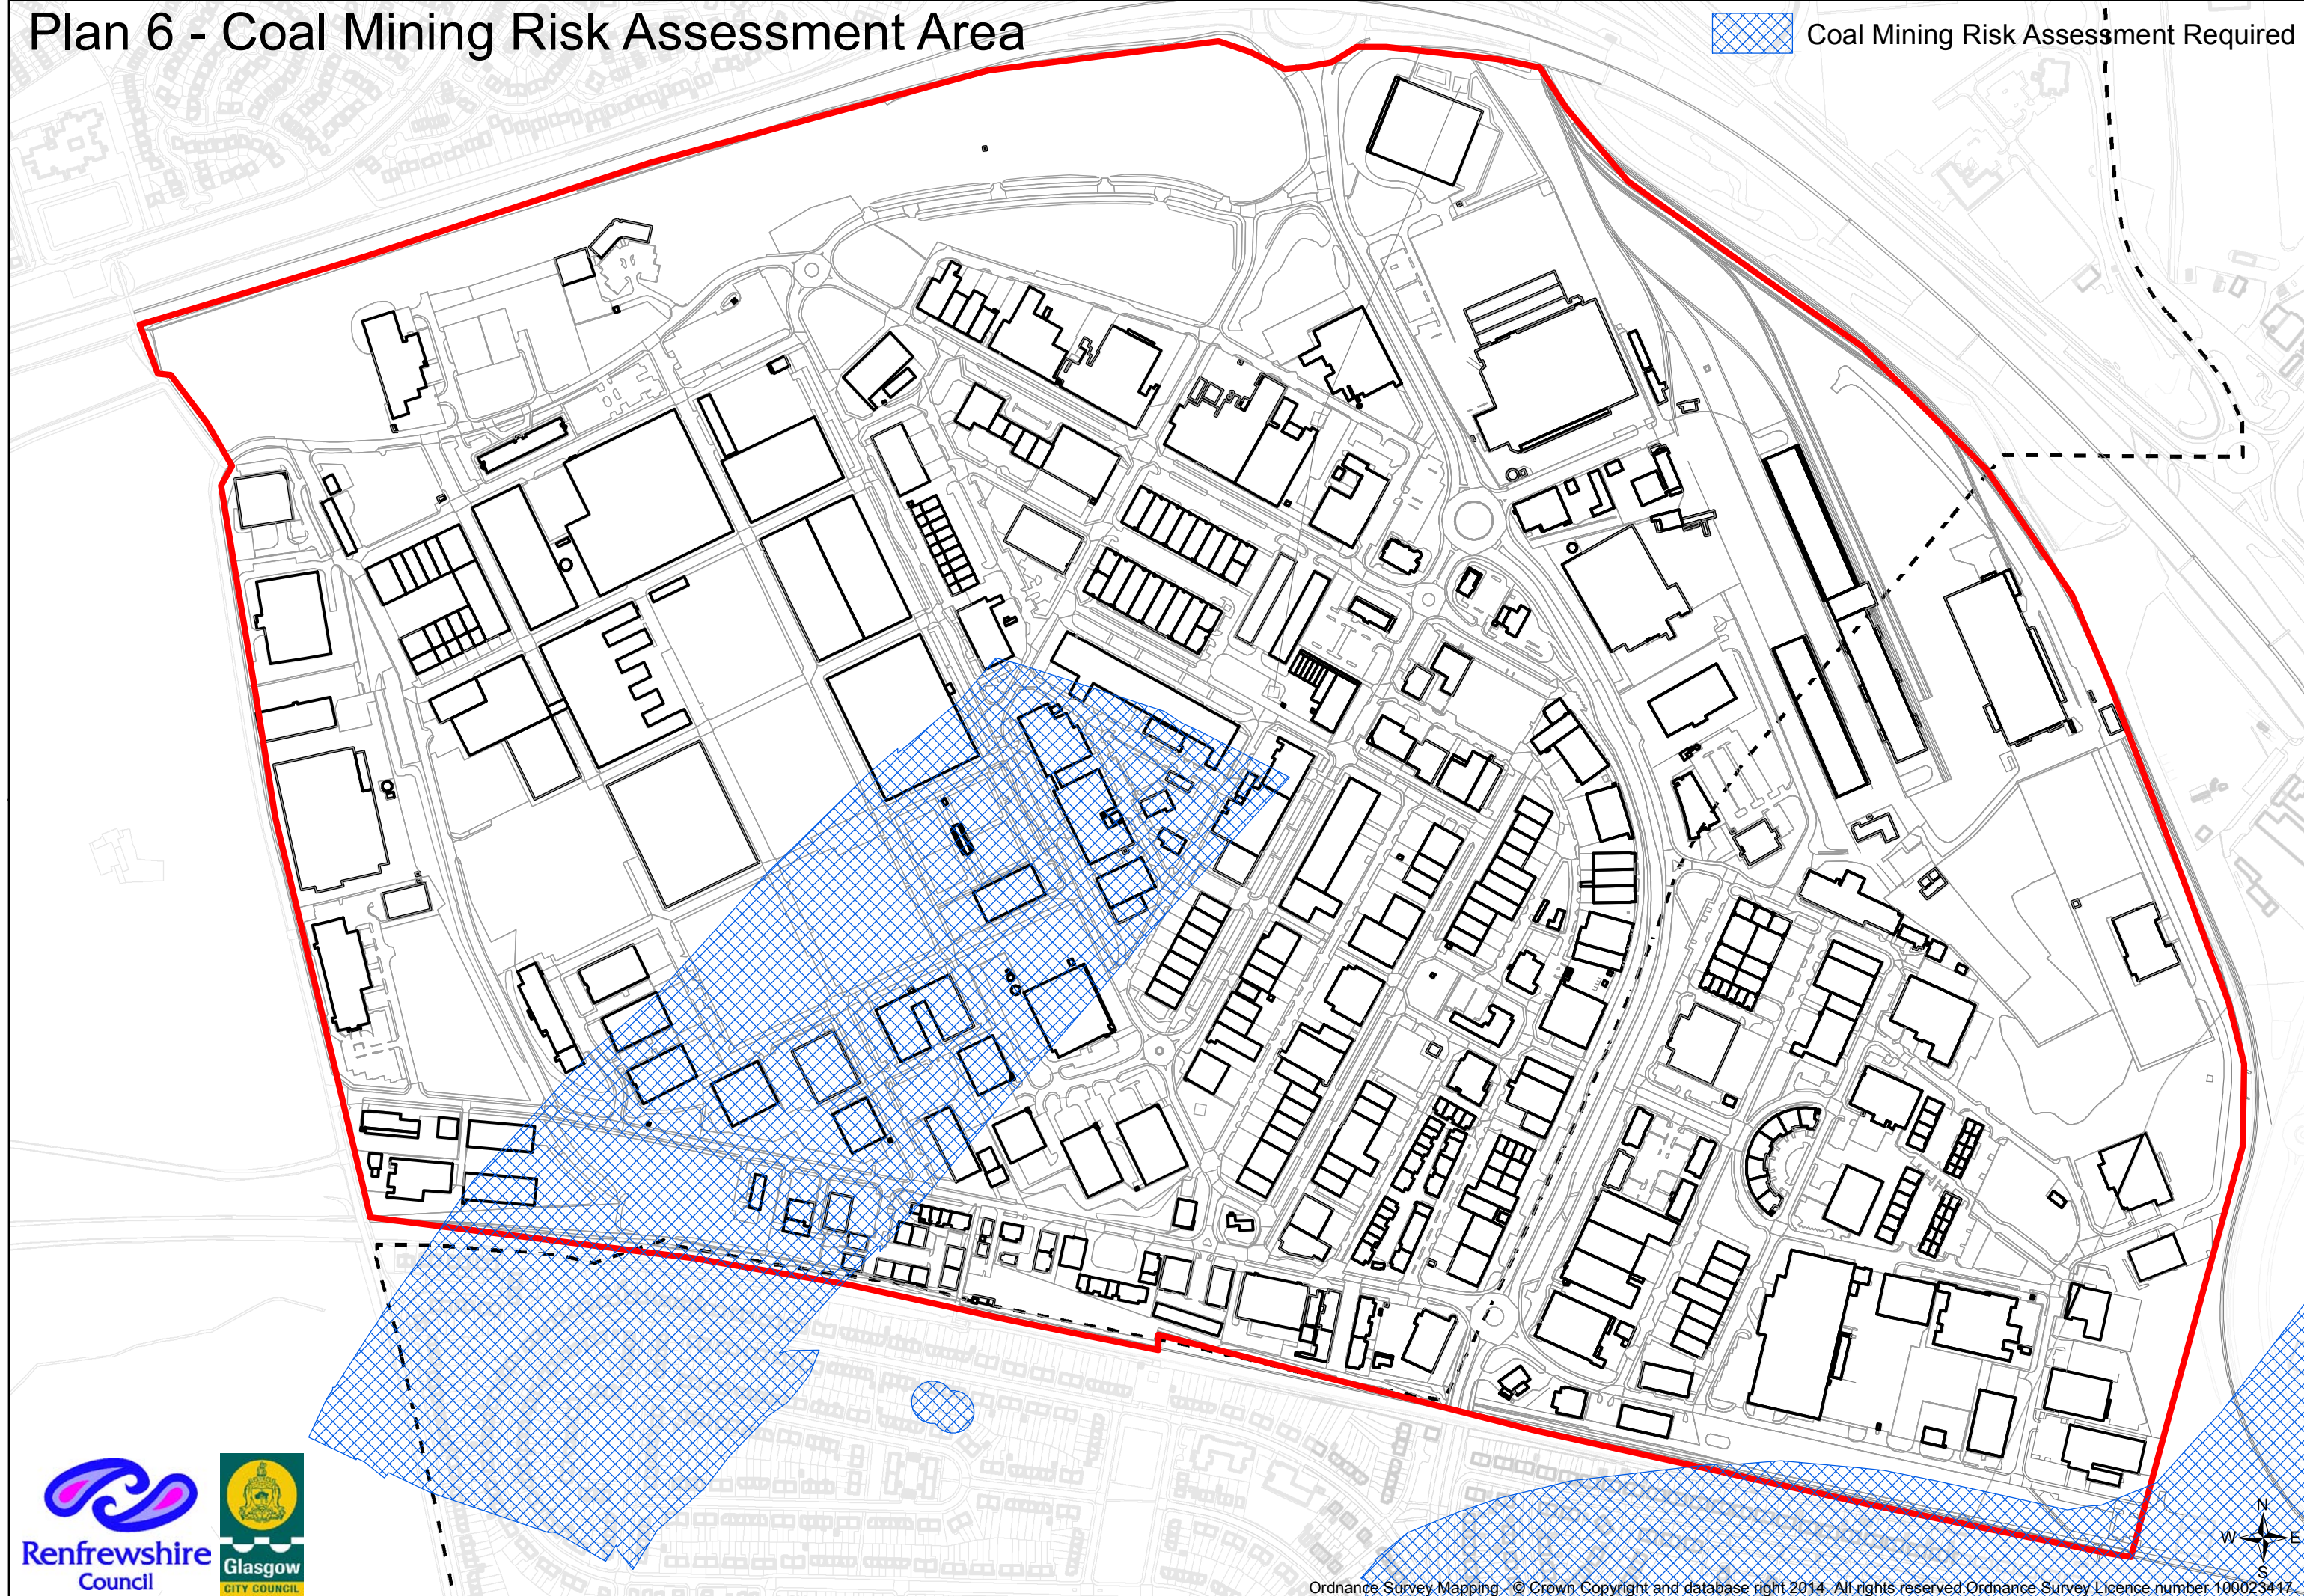 Plan 6 - Coal Mining Risk Assessment Area
Coal Mining Risk Assessment Required
Renfrewshire
Council
Glasgow
CITY COUNCIL
N
W E
S
Ordnance Survey Mapping - © Crown Copyright and database right 2014. All rights reserved.Ordnance Survey Licence number 100023417.